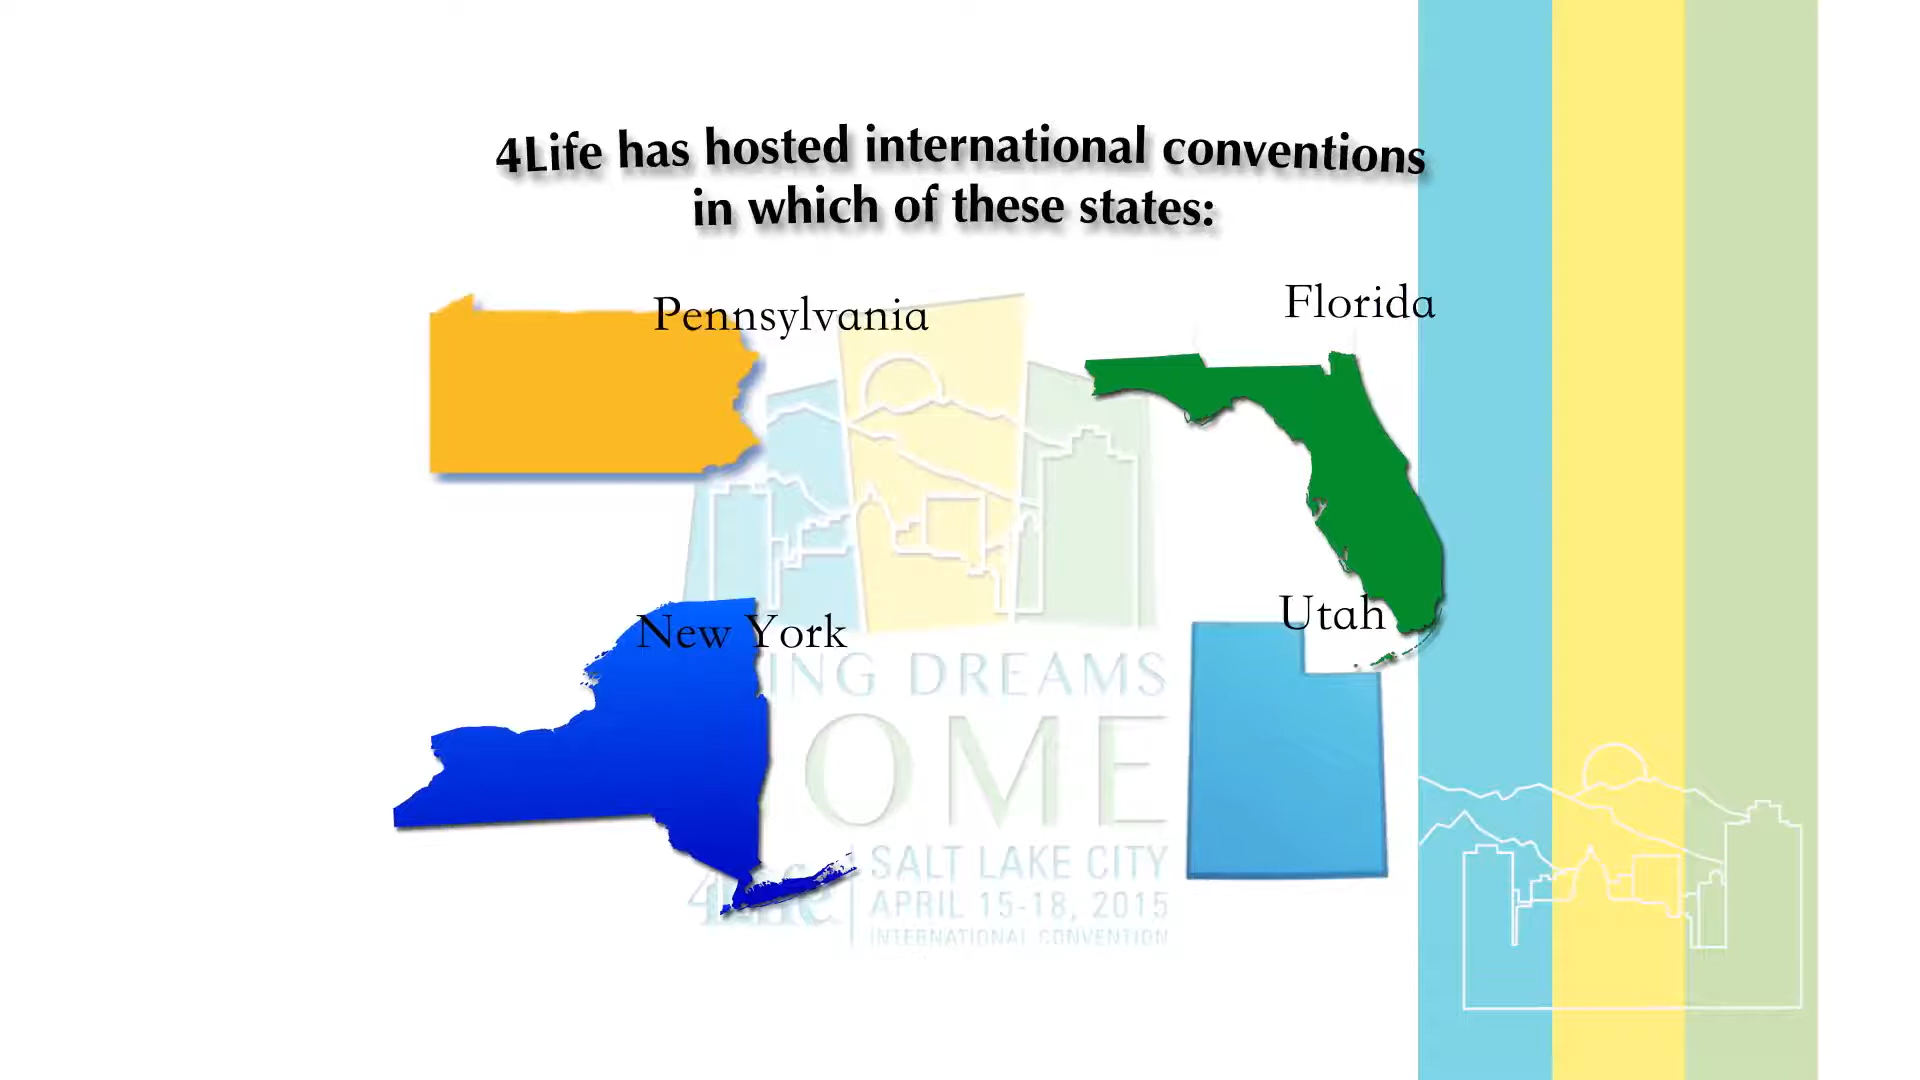 4Life has hosted international conventions
in which of these states:
Pennsylvania
Florida
New York
Utah
ING DREAMS
OME
4Life
SALT LAKE CITY
APRIL 15-18, 2015
INTERNATIONAL CONVENTION